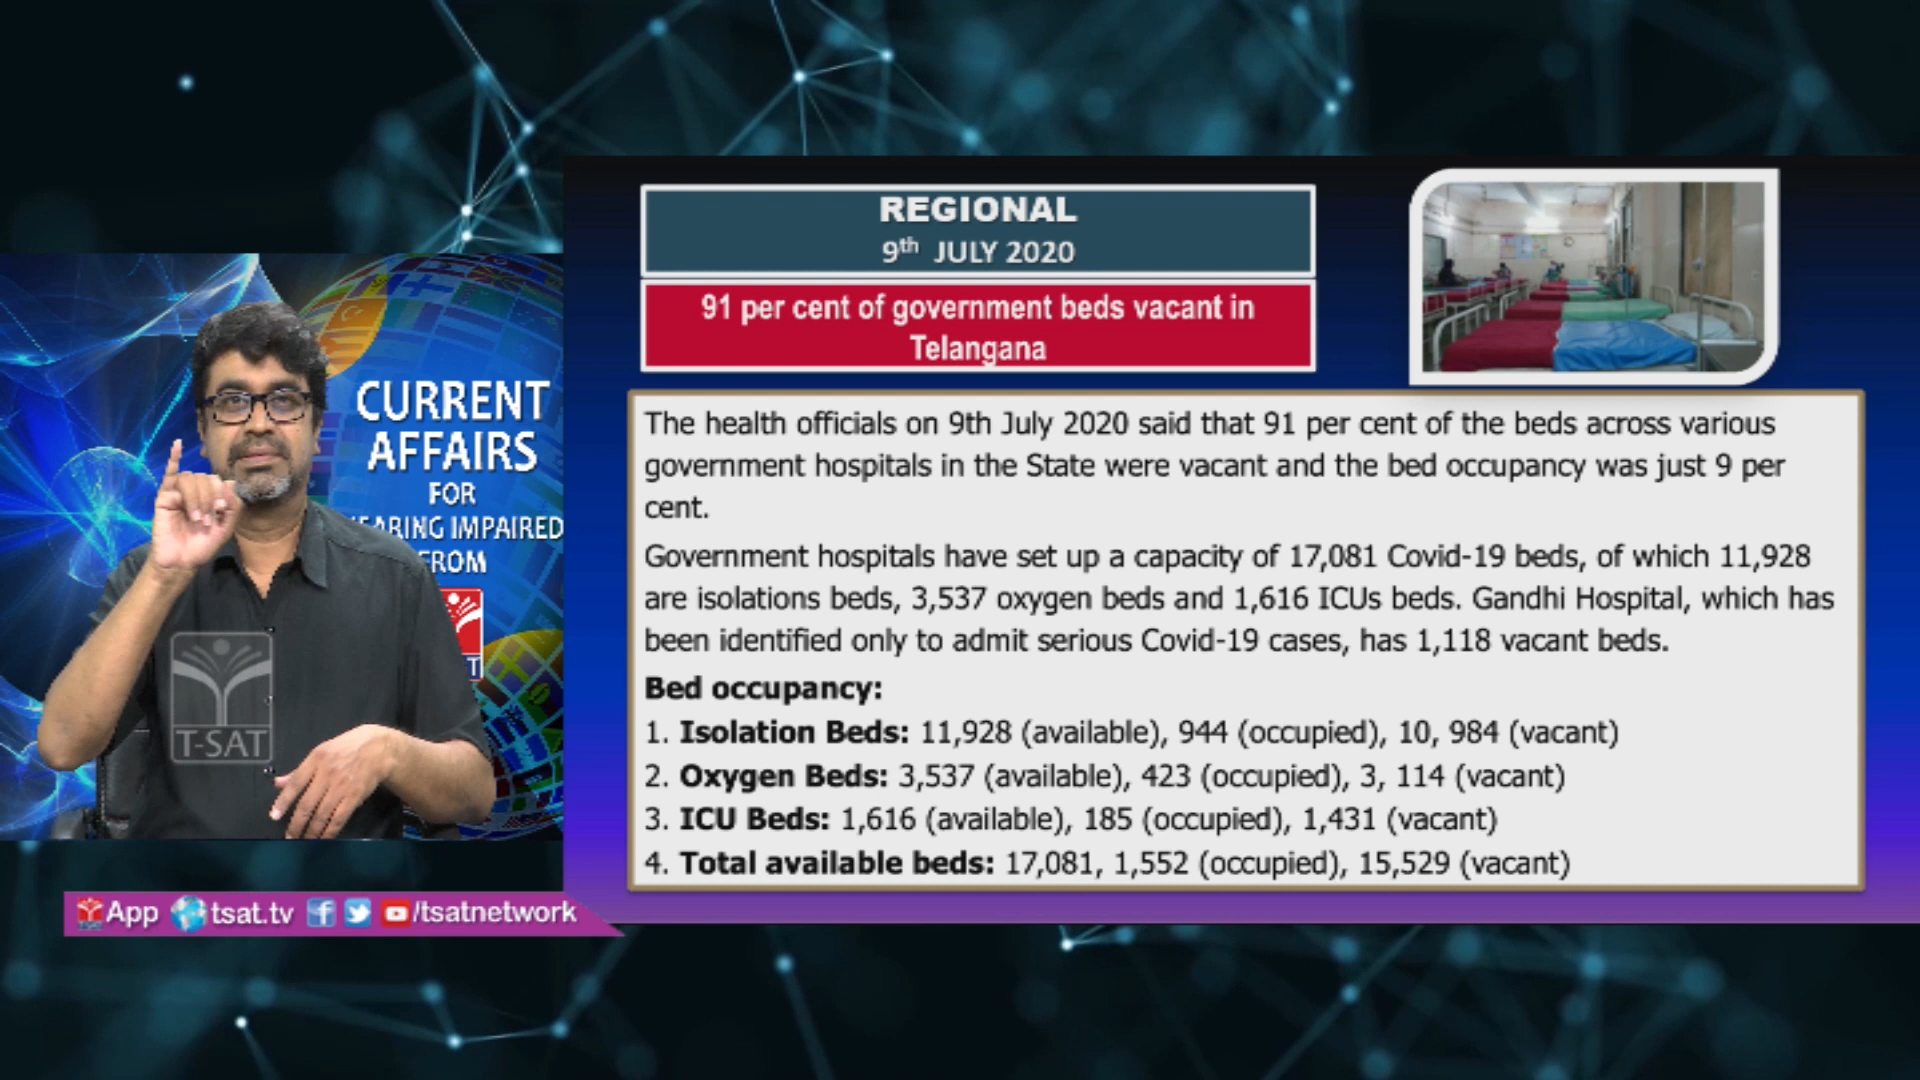 REGIONAL
9th JULY 2020
91 per cent of government beds vacant in
Telangana
The health officials on 9th July 2020 said that 91 per cent of the beds across various
government hospitals in the State were vacant and the bed occupancy was just 9 per
cent.
Government hospitals have set up a capacity of 17,081 Covid-19 beds, of which 11,928
are isolations beds, 3,537 oxygen beds and 1,616 ICUs beds. Gandhi Hospital, which has
been identified only to admit serious Covid-19 cases, has 1,118 vacant beds.
Bed occupancy:
1. Isolation Beds: 11,928 (available), 944 (occupied), 10, 984 (vacant)
2. Oxygen Beds: 3,537 (available), 423 (occupied), 3, 114 (vacant)
3. ICU Beds: 1,616 (available), 185 (occupied), 1,431 (vacant)
4. Total available beds: 17,081, 1,552 (occupied), 15,529 (vacant)
CURRENT
AFFAIRS
FOR
EARING IMPAIRED
FROM
T
T-SAT
App tsat.tv /tsatnetwork